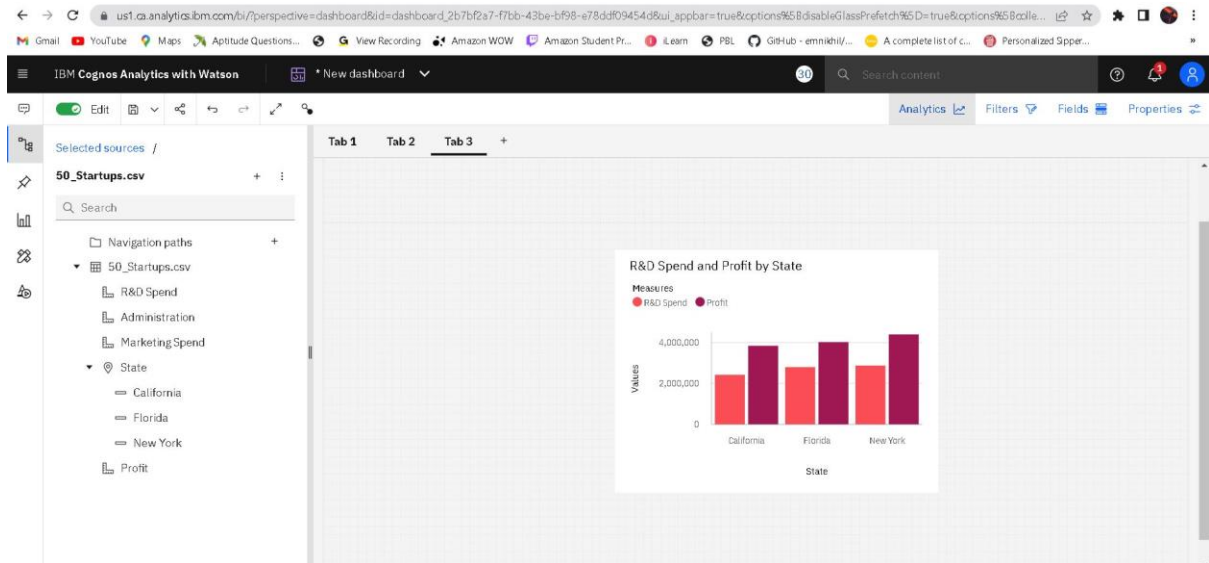 us1.ca.analytics.ibm.com/bi/?perspective=dashboard&id=dashboard_2b7bf2a7-f7bb-43be-bf98-e78ddf09454d&ui_appbar=true&options%5BdisableGlassPrefetch%5D=true&options%5Bcolle...
Gmail YouTube Maps Aptitude Questions... View Recording Amazon WOW Amazon Student Pr... iLearn PBL GitHub - emnikhil/... A complete list of c... Personalized Sipper... »
IBM Cognos Analytics with Watson * New dashboard 30 Search content
Edit Analytics Filters Fields Properties
Selected sources / Tab 1 Tab 2 Tab 3 +
50_Startups.csv
Search
Navigation paths
50_Startups.csv
R&D Spend
Administration
Marketing Spend
State
California
Florida
New York
Profit
R&D Spend and Profit by State
Measures
R&D Spend Profit
Values
4,000,000
2,000,000
0
California Florida New York
State